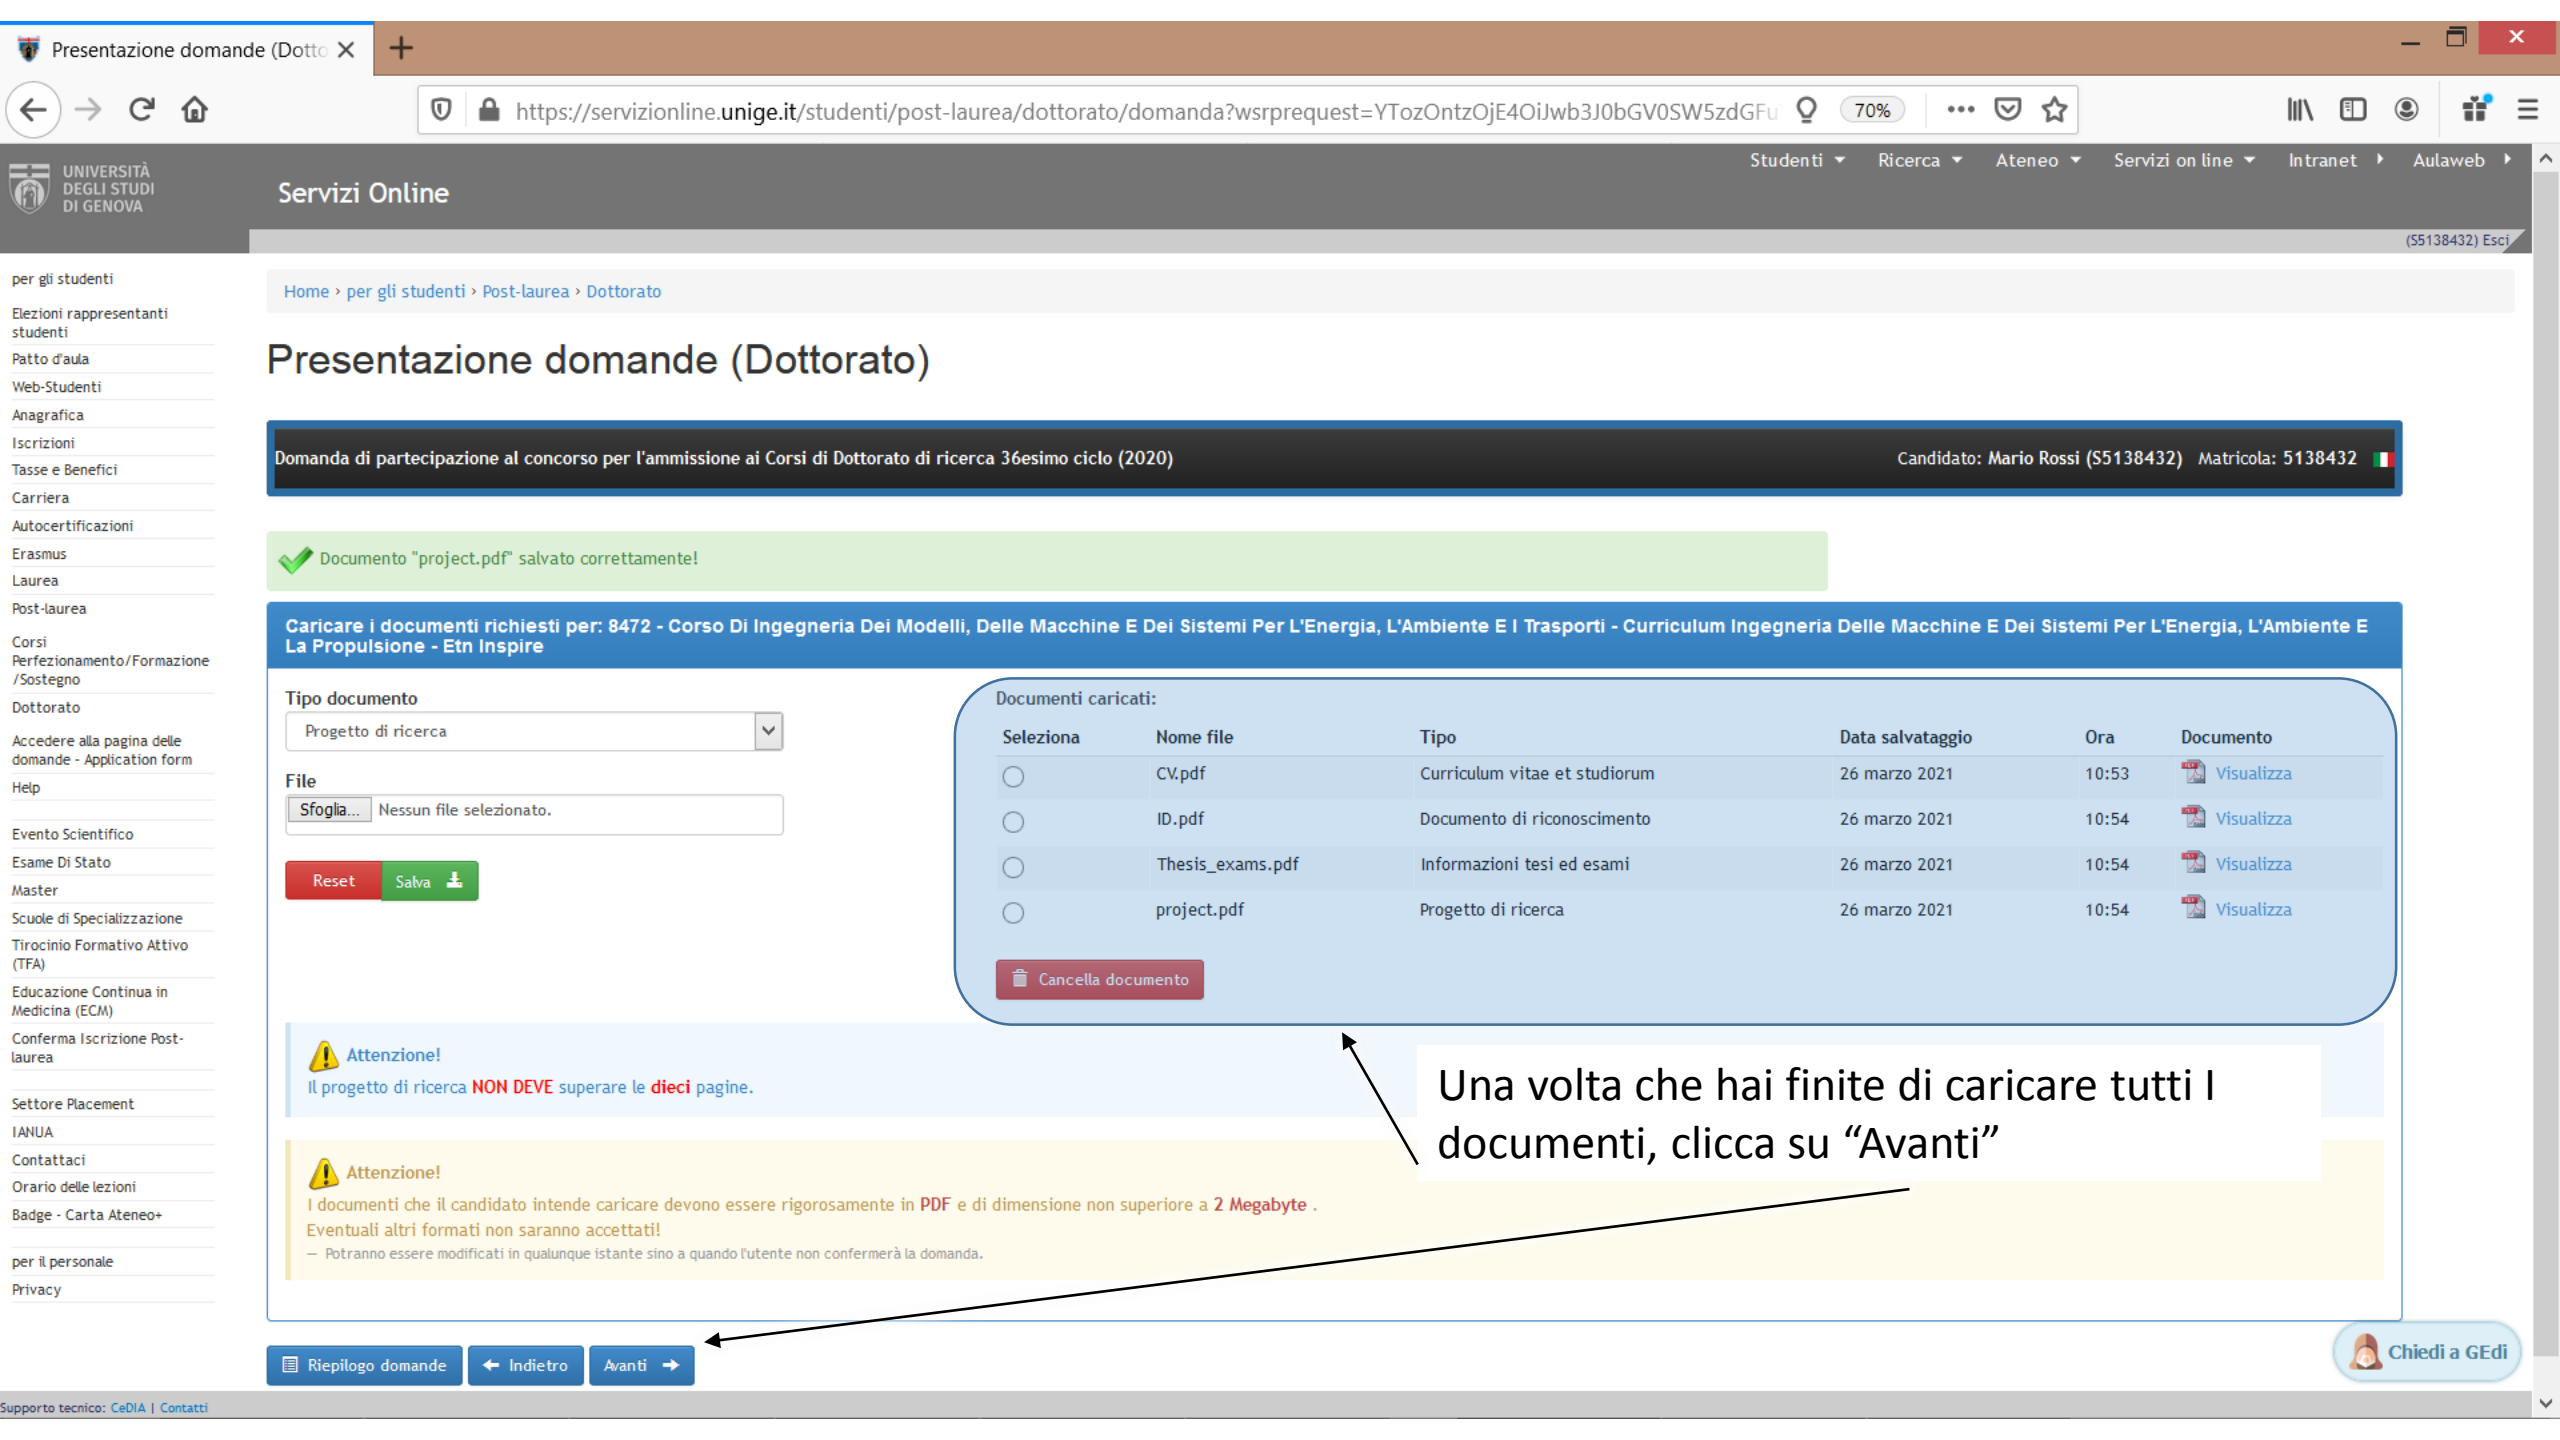 Presentazione domande (Dotto
https://servizionline.unige.it/studenti/post-laurea/dottorato/domanda?wsrprequest=YTozOntzOjE4OiJwb3J0bGV0SW5zdGFu
70%
UNIVERSITÀ
DEGLI STUDI
DI GENOVA
Servizi Online
Studenti Ricerca Ateneo Servizi on line Intranet Aulaweb
(S5138432) Esci
per gli studenti
Elezioni rappresentanti
studenti
Patto d'aula
Web-Studenti
Anagrafica
Iscrizioni
Tasse e Benefici
Carriera
Autocertificazioni
Erasmus
Laurea
Post-laurea
Corsi
Perfezionamento/Formazione
/Sostegno
Dottorato
Accedere alla pagina delle
domande - Application form
Help
Evento Scientifico
Esame Di Stato
Master
Scuole di Specializzazione
Tirocinio Formativo Attivo
(TFA)
Educazione Continua in
Medicina (ECM)
Conferma Iscrizione Post-
laurea
Settore Placement
IANUA
Contattaci
Orario delle lezioni
Badge - Carta Ateneo+
per il personale
Privacy
Home › per gli studenti › Post-laurea › Dottorato
Presentazione domande (Dottorato)
Domanda di partecipazione al concorso per l'ammissione ai Corsi di Dottorato di ricerca 36esimo ciclo (2020)
Candidato: Mario Rossi (S5138432) Matricola: 5138432
Documento "project.pdf" salvato correttamente!
Caricare i documenti richiesti per: 8472 - Corso Di Ingegneria Dei Modelli, Delle Macchine E Dei Sistemi Per L'Energia, L'Ambiente E I Trasporti - Curriculum Ingegneria Delle Macchine E Dei Sistemi Per L'Energia, L'Ambiente E
La Propulsione - Etn Inspire
Tipo documento
Progetto di ricerca
File
Sfoglia... Nessun file selezionato.
Reset Salva
Documenti caricati:
Seleziona Nome file Tipo Data salvataggio Ora Documento
CV.pdf Curriculum vitae et studiorum 26 marzo 2021 10:53 Visualizza
ID.pdf Documento di riconoscimento 26 marzo 2021 10:54 Visualizza
Thesis_exams.pdf Informazioni tesi ed esami 26 marzo 2021 10:54 Visualizza
project.pdf Progetto di ricerca 26 marzo 2021 10:54 Visualizza
Cancella documento
Attenzione!
Il progetto di ricerca NON DEVE superare le dieci pagine.
Una volta che hai finite di caricare tutti I
documenti, clicca su “Avanti”
Attenzione!
I documenti che il candidato intende caricare devono essere rigorosamente in PDF e di dimensione non superiore a 2 Megabyte .
Eventuali altri formati non saranno accettati!
— Potranno essere modificati in qualunque istante sino a quando l'utente non confermerà la domanda.
Riepilogo domande Indietro Avanti
Chiedi a GEdi
Supporto tecnico: CeDIA | Contatti